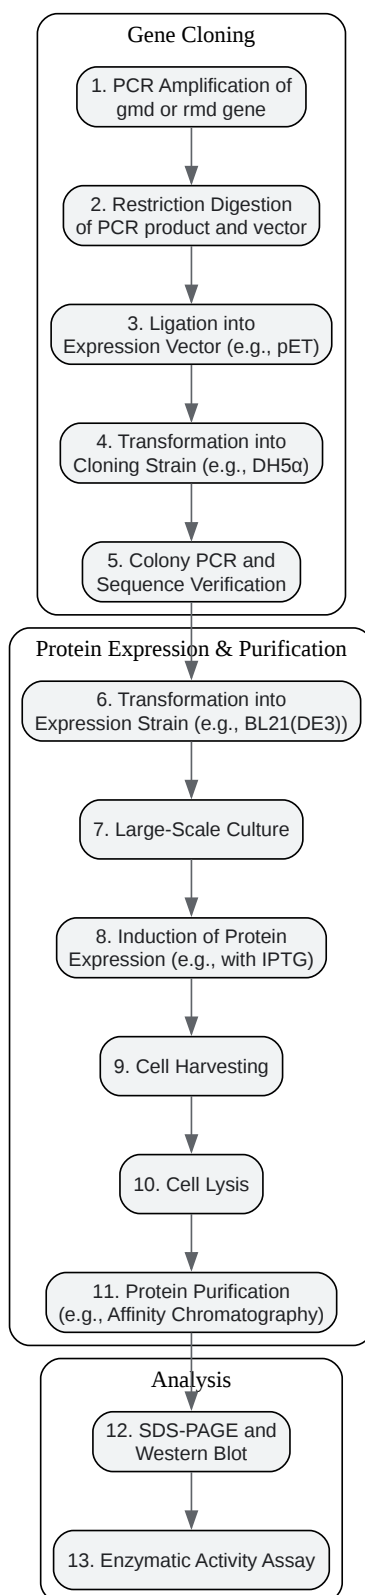 Gene Cloning
1. PCR Amplification of
gmd or rmd gene
2. Restriction Digestion
of PCR product and vector
3. Ligation into
Expression Vector (e.g., pET)
4. Transformation into
Cloning Strain (e.g., DH5α)
5. Colony PCR and
Sequence Verification
Protein Expression & Purification
6. Transformation into
Expression Strain (e.g., BL21(DE3))
7. Large-Scale Culture
8. Induction of Protein
Expression (e.g., with IPTG)
9. Cell Harvesting
10. Cell Lysis
11. Protein Purification
(e.g., Affinity Chromatography)
Analysis
12. SDS-PAGE and
Western Blot
13. Enzymatic Activity Assay